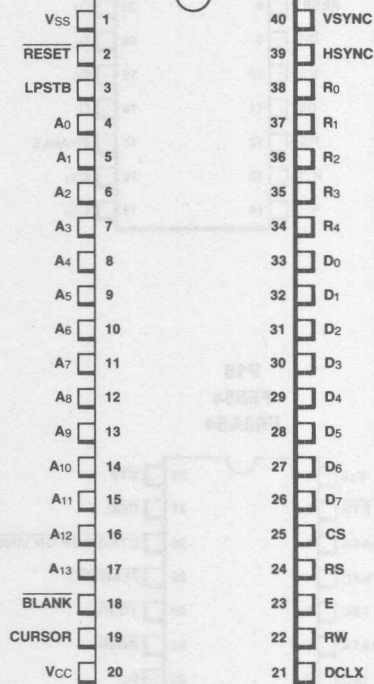 VSS 1 40 VSYNC
RESET 2 39 HSYNC
LPSTB 3 38 R0
A0 4 37 R1
A1 5 36 R2
A2 6 35 R3
A3 7 34 R4
A4 8 33 D0
A5 9 32 D1
A6 10 31 D2
A7 11 30 D3
A8 12 29 D4
A9 13 28 D5
A10 14 27 D6
A11 15 26 D7
A12 16 25 CS
A13 17 24 RS
BLANK 18 23 E
CURSOR 19 22 RW
VCC 20 21 DCLX